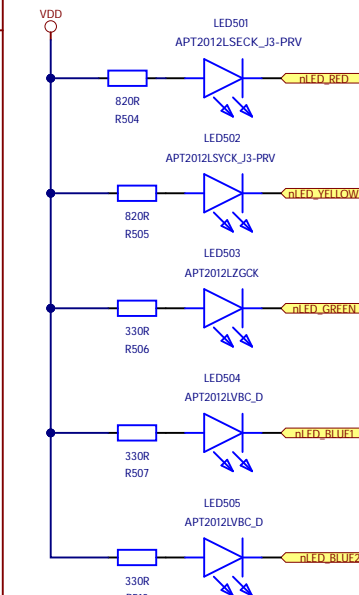 VDD
LED501
APT2012LSECK_J3-PRV
nLED_RED
820R
R504
LED502
APT2012LSYCK_J3-PRV
nLED_YELLOW
820R
R505
LED503
APT2012LZGCK
nLED_GREEN
330R
R506
LED504
APT2012LVBC_D
nLED_BLUE1
330R
R507
LED505
APT2012LVBC_D
nLED_BLUE2
330R